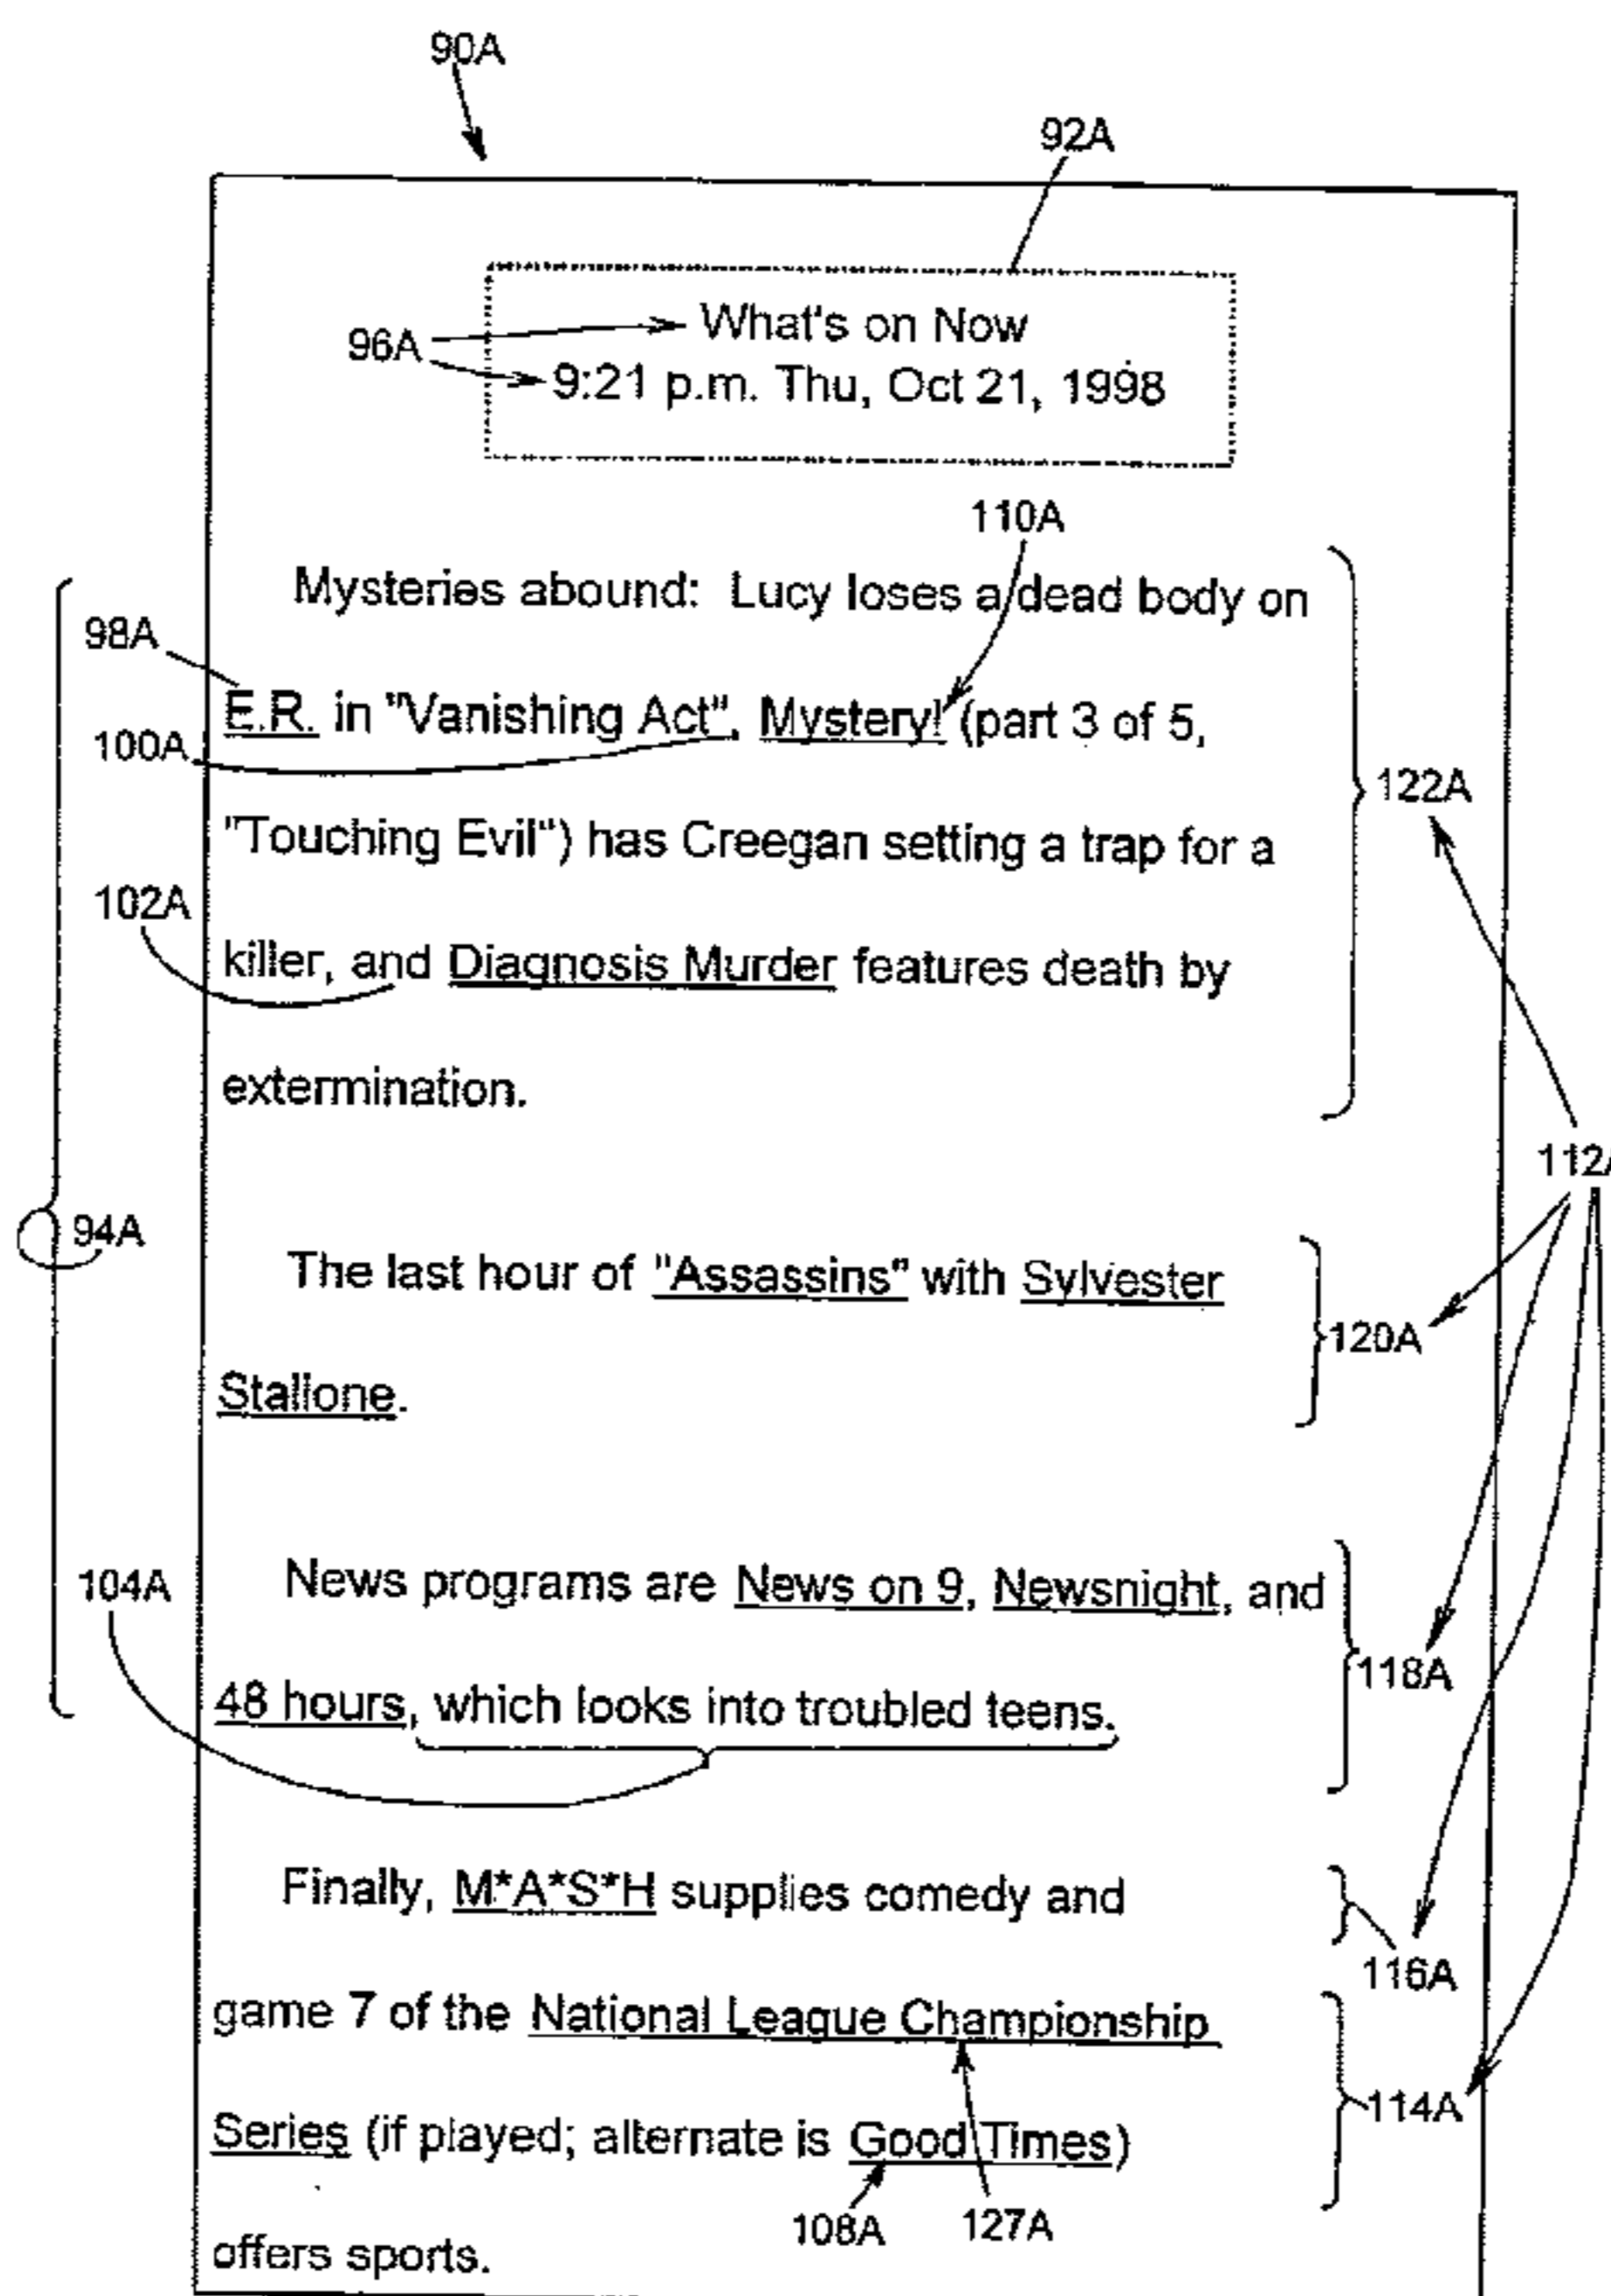 90A
92A
96A
What's on Now
9:21 p.m. Thu, Oct 21, 1998
110A
Mysteries abound: Lucy loses a dead body on
98A
E.R. in "Vanishing Act", Mystery! (part 3 of 5,
100A
122A
"Touching Evil") has Creegan setting a trap for a
102A
killer, and Diagnosis Murder features death by
extermination.
112A
94A
The last hour of "Assassins" with Sylvester
120A
Stallone.
104A
News programs are News on 9, Newsnight, and
118A
48 hours, which looks into troubled teens.
Finally, M*A*S*H supplies comedy and
116A
game 7 of the National League Championship
114A
Series (if played; alternate is Good Times)
108A
127A
offers sports.